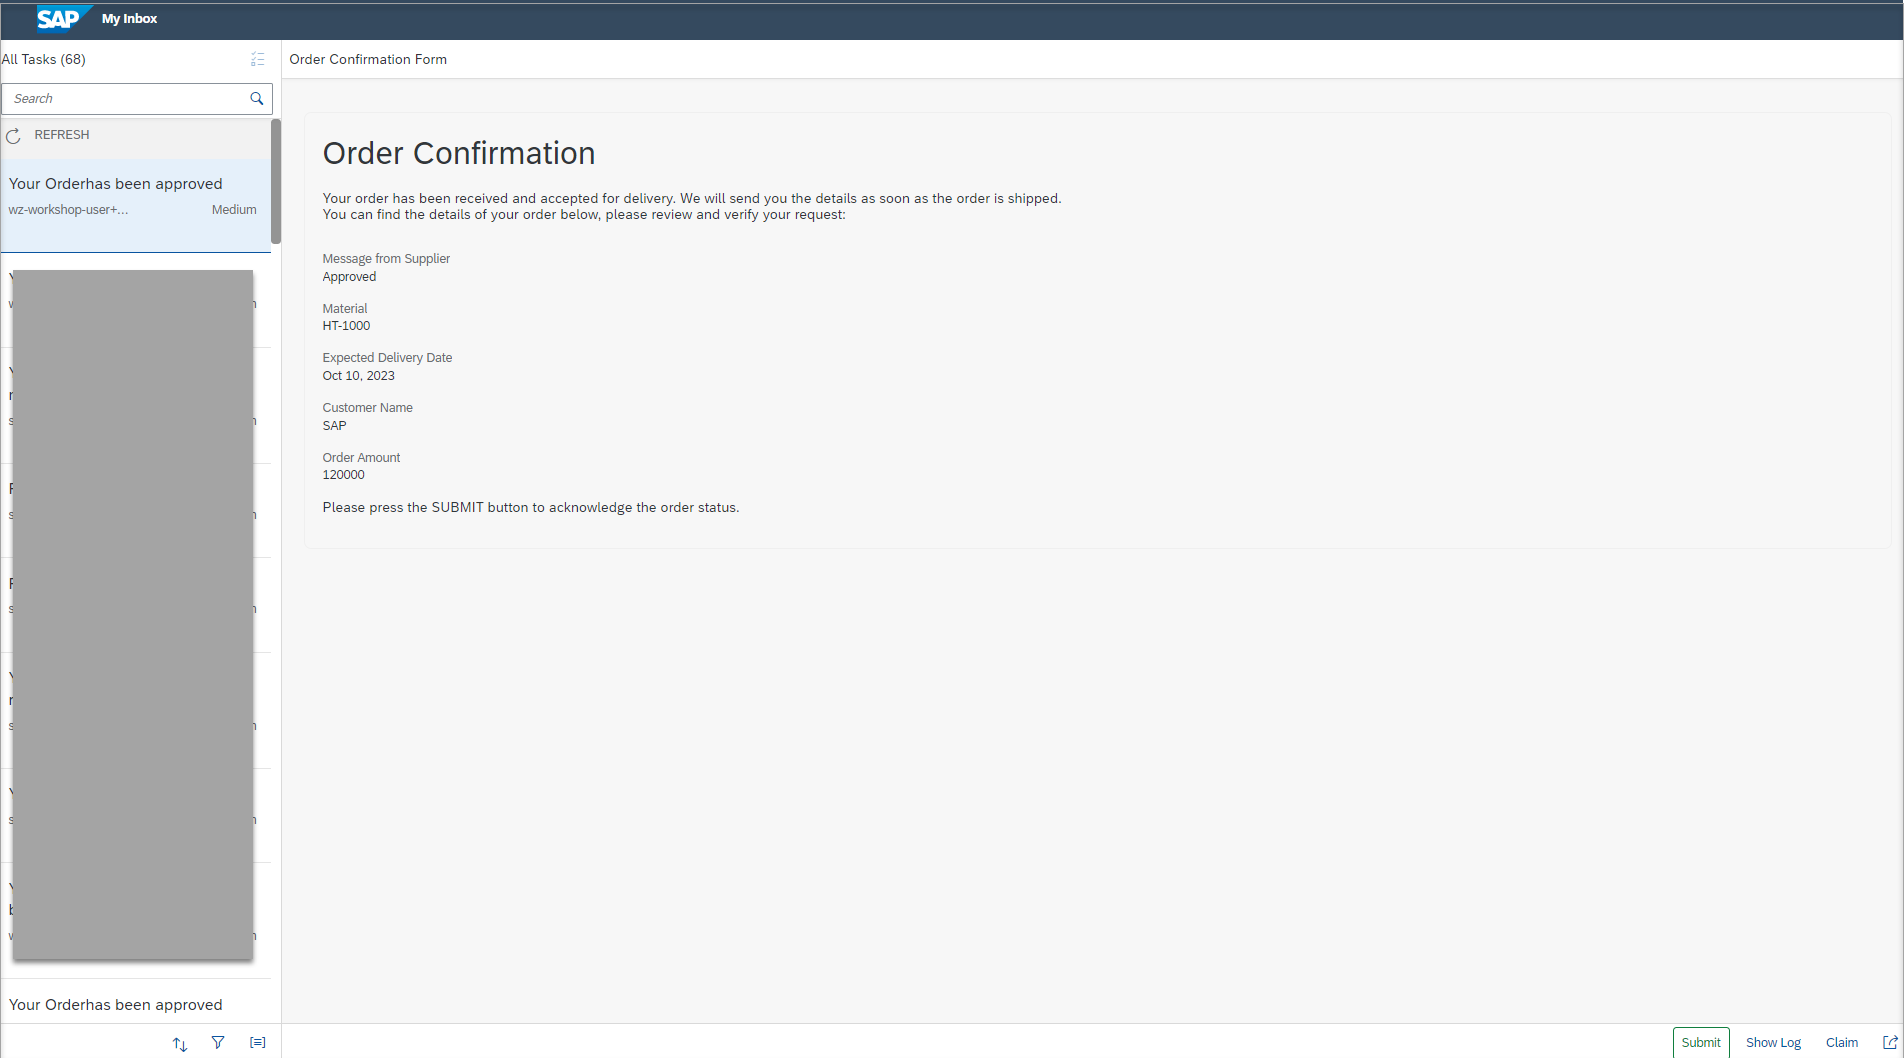 SAP My Inbox
All Tasks (68)
Order Confirmation Form
Search
REFRESH
Your Orderhas been approved
wz-workshop-user+... Medium
Order Confirmation
Your order has been received and accepted for delivery. We will send you the details as soon as the order is shipped.
You can find the details of your order below, please review and verify your request:
Message from Supplier
Approved
Material
HT-1000
Expected Delivery Date
Oct 10, 2023
Customer Name
SAP
Order Amount
120000
Please press the SUBMIT button to acknowledge the order status.
Your Orderhas been approved
Submit Show Log Claim